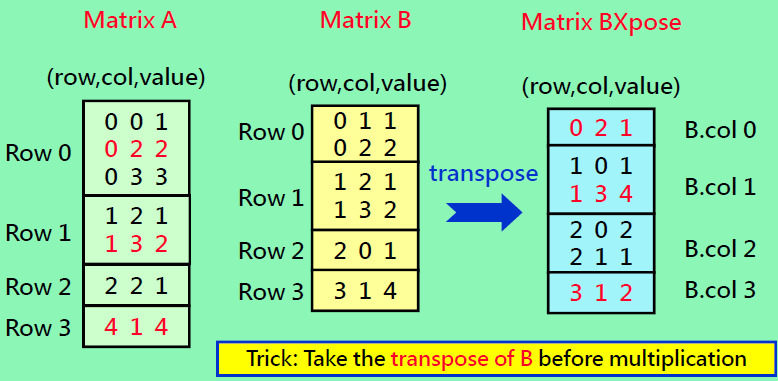 Matrix A
(row,col,value)
Row 0
0 0 1
0 2 2
0 3 3
Row 1
1 2 1
1 3 2
Row 2
2 2 1
Row 3
4 1 4
Matrix B
(row,col,value)
Row 0
0 1 1
0 2 2
Row 1
1 2 1
1 3 2
Row 2
2 0 1
Row 3
3 1 4
transpose
Matrix BXpose
(row,col,value)
0 2 1
B.col 0
1 0 1
1 3 4
B.col 1
2 0 2
2 1 1
B.col 2
3 1 2
B.col 3
Trick: Take the transpose of B before multiplication